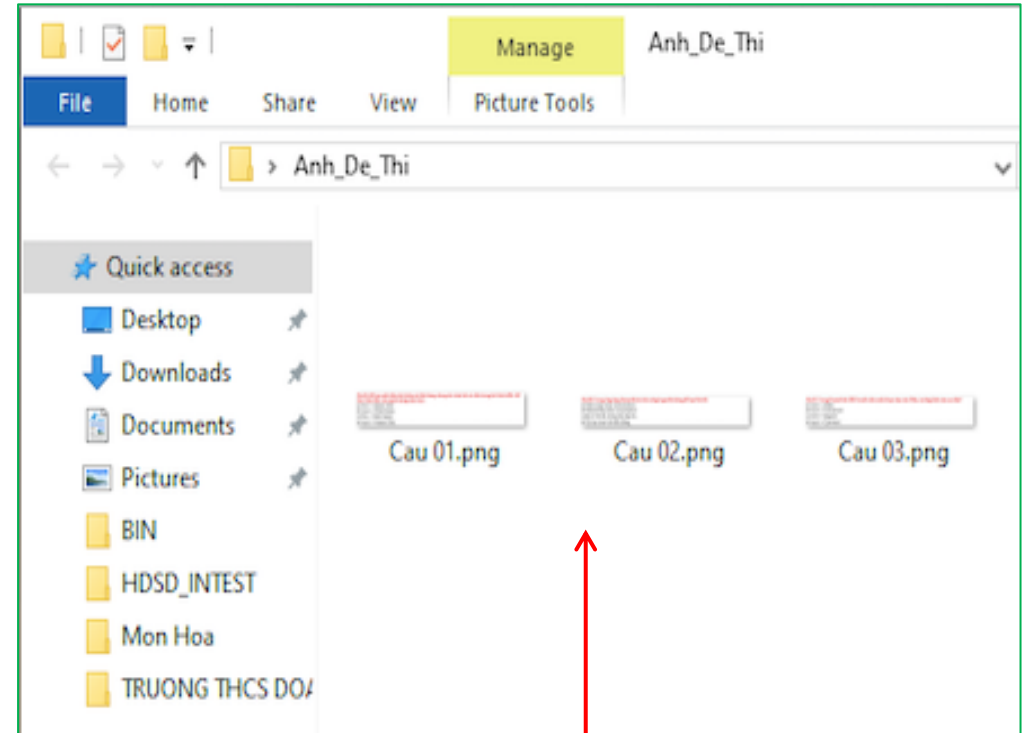 Manage
Anh_De_Thi
File Home Share View Picture Tools
> Anh_De_Thi
Quick access
Desktop
Downloads
Documents
Pictures
BIN
HDSD_INTEST
Mon Hoa
TRUONG THCS DOA
Cau 01.png
Cau 02.png
Cau 03.png